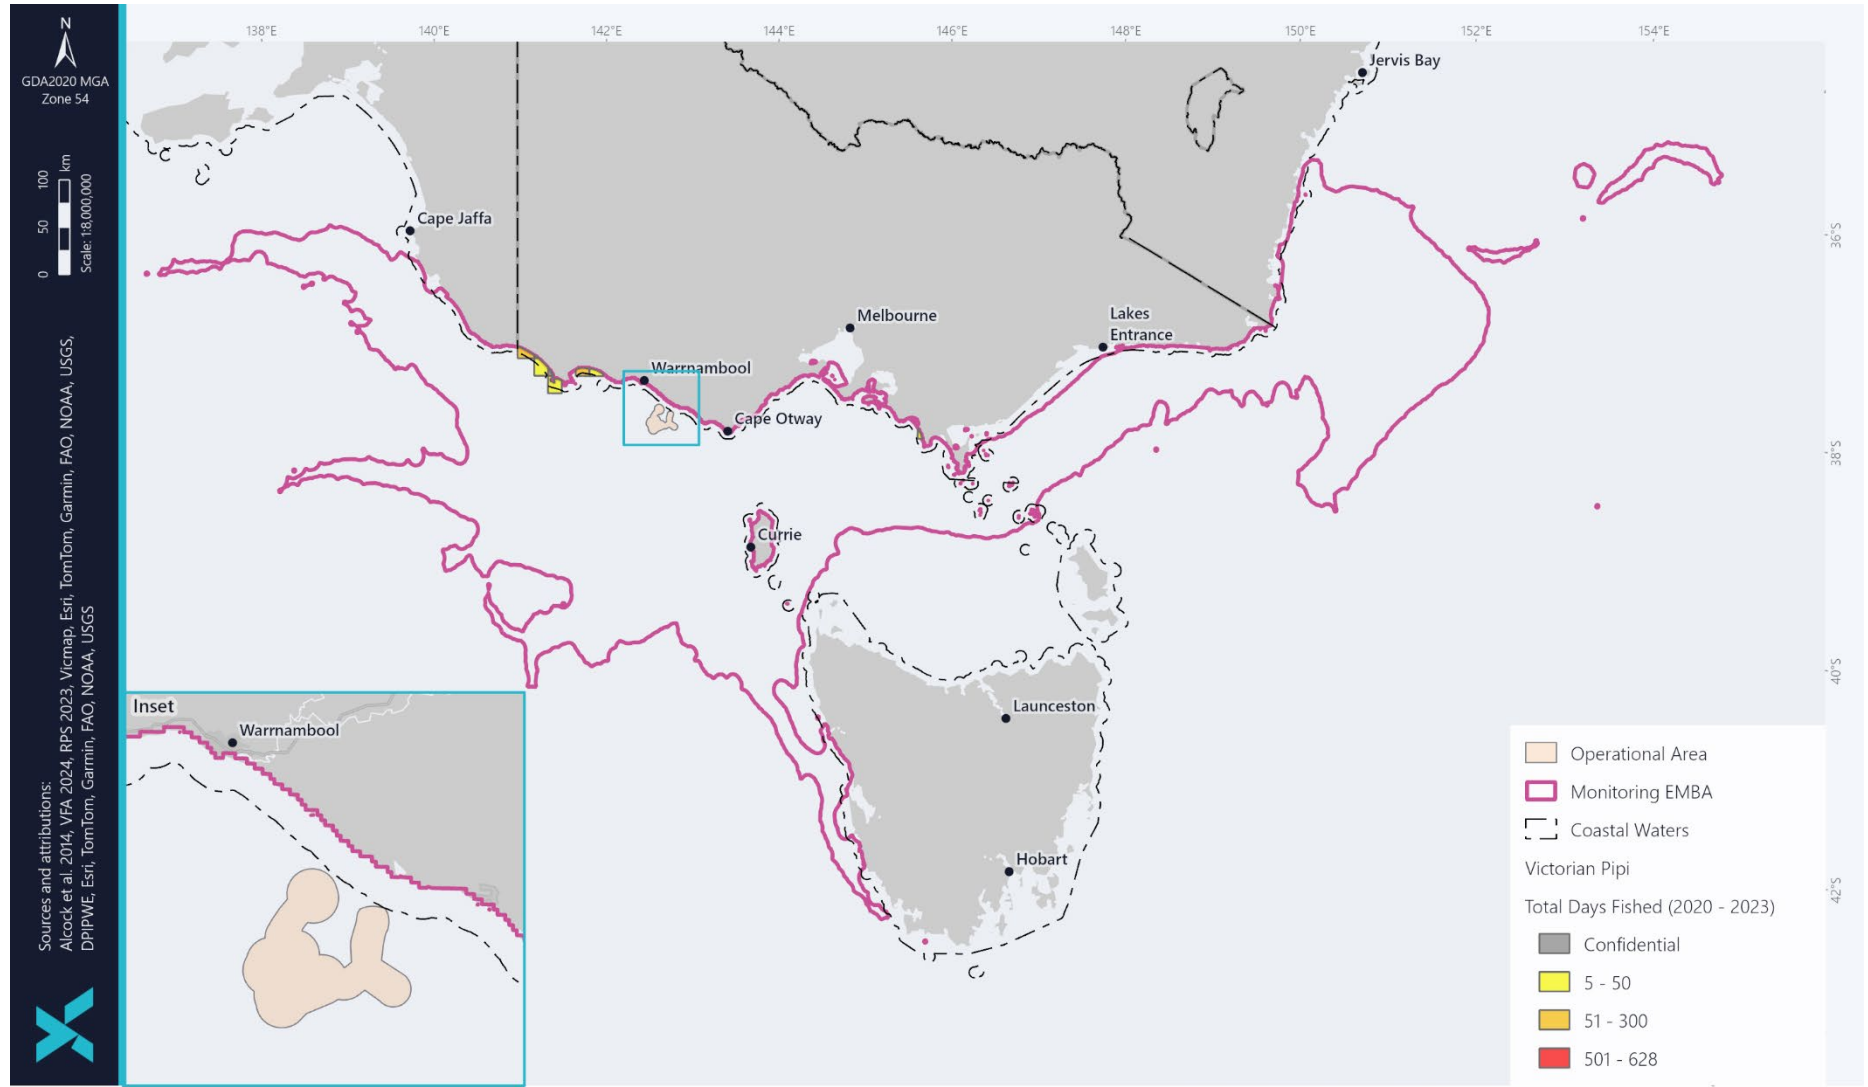 138°E
140°E
142°E
144°E
146°E
148°E
150°E
152°E
154°E
36°S
38°S
40°S
42°S
GDA2020 MGA
Zone 54
0 50 100 km
Scale: 1:8,000,000
Sources and attributions:
Alcock et al. 2014, VFA 2024, RPS 2023, Vicmap, Esri, TomTom, Garmin, FAO, NOAA, USGS,
DPIPWE, Esri, TomTom, Garmin, FAO, NOAA, USGS
Jervis Bay
Cape Jaffa
Melbourne
Lakes
Entrance
Warrnambool
Cape Otway
Currie
Launceston
Hobart
Inset
Warrnambool
Operational Area
Monitoring EMBA
Coastal Waters
Victorian Pipi
Total Days Fished (2020 - 2023)
Confidential
5 - 50
51 - 300
501 - 628